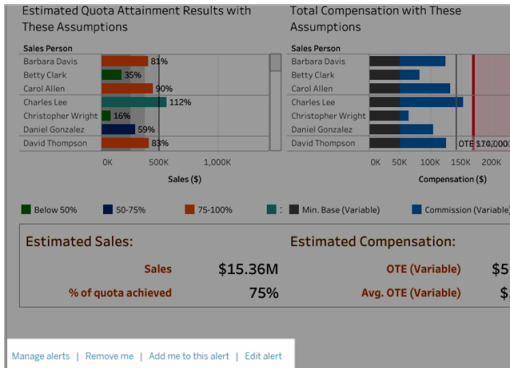 Estimated Quota Attainment Results with
These Assumptions
Total Compensation with These
Assumptions
Sales Person
Barbara Davis 81%
Betty Clark 35%
Carol Allen 90%
Charles Lee 112%
Christopher Wright 16%
Daniel Gonzalez 59%
David Thompson 83%
0K 500K 1,000K
Sales ($)
Sales Person
Barbara Davis
Betty Clark
Carol Allen
Charles Lee
Christopher Wright
Daniel Gonzalez
David Thompson OTE
0K 50K 100K 150K 200K
Compensation ($)
Below 50% 50-75% 75-100%
Min. Base (Variable) Commission (Variable)
Estimated Sales:
Sales $15.36M
% of quota achieved 75%
Estimated Compensation:
OTE (Variable) $5
Avg. OTE (Variable) $
Manage alerts | Remove me | Add me to this alert | Edit alert